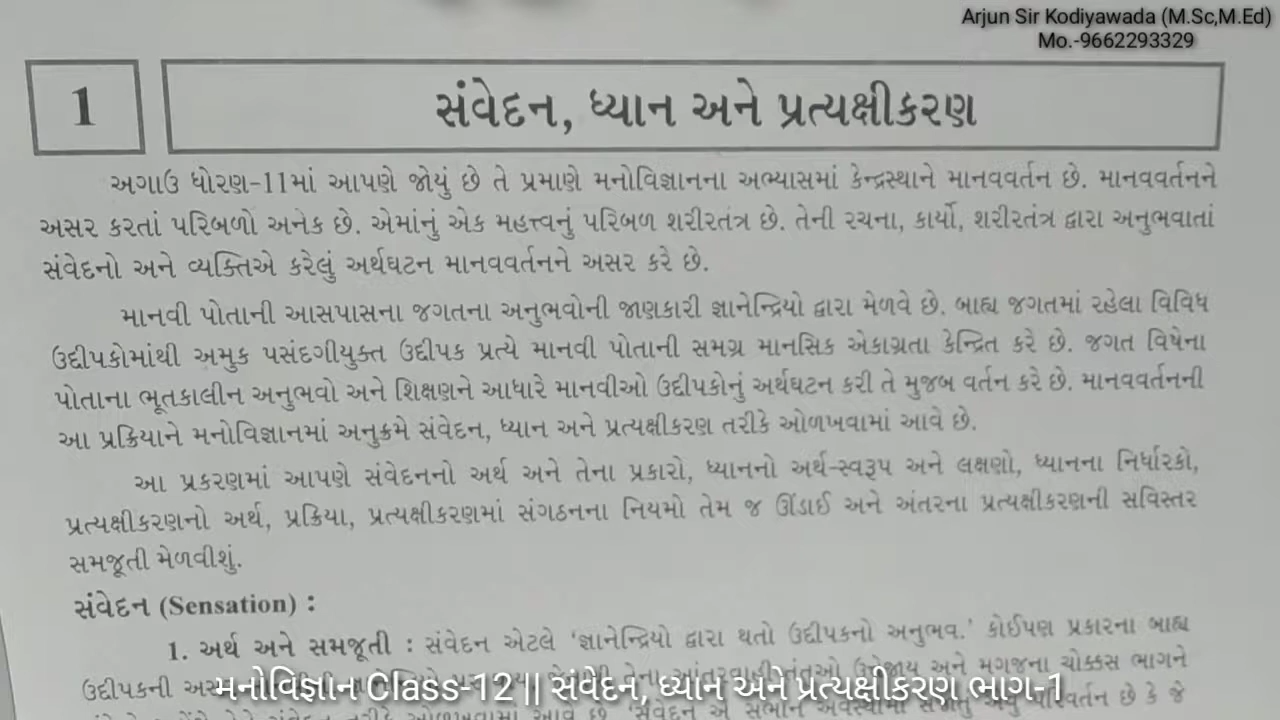 Arjun Sir Kodiyawada (M.Sc,M.Ed)
Mo.-9662293329
1
સંવેદન, ધ્યાન અને પ્રત્યક્ષીકરણ
અગાઉ ધોરણ-11માં આપણે જોયું છે તે પ્રમાણે મનોવિજ્ઞાનના અભ્યાસમાં કેન્દ્રસ્થાને માનવવર્તન છે. માનવવર્તનને
અસર કરતાં પરિબળો અનેક છે. એમાંનું એક મહત્ત્વનું પરિબળ શરીરતંત્ર છે. તેની રચના, કાર્યો, શરીરતંત્ર દ્વારા અનુભવાતાં
સંવેદનો અને વ્યક્તિએ કરેલું અર્થઘટન માનવવર્તનને અસર કરે છે.
માનવી પોતાની આસપાસના જગતના અનુભવોની જાણકારી જ્ઞાનેન્દ્રિયો દ્વારા મેળવે છે. બાહ્ય જગતમાં રહેલા વિવિધ
ઉદ્દીપકોમાંથી અમુક પસંદગીયુક્ત ઉદ્દીપક પ્રત્યે માનવી પોતાની સમગ્ર માનસિક એકાગ્રતા કેન્દ્રિત કરે છે. જગત વિષેના
પોતાના ભૂતકાલીન અનુભવો અને શિક્ષણને આધારે માનવીઓ ઉદ્દીપકોનું અર્થઘટન કરી તે મુજબ વર્તન કરે છે. માનવવર્તનની
આ પ્રક્રિયાને મનોવિજ્ઞાનમાં અનુક્રમે સંવેદન, ધ્યાન અને પ્રત્યક્ષીકરણ તરીકે ઓળખવામાં આવે છે.
આ પ્રકરણમાં આપણે સંવેદનનો અર્થ અને તેના પ્રકારો, ધ્યાનનો અર્થ-સ્વરૂપ અને લક્ષણો, ધ્યાનના નિર્ધારકો,
પ્રત્યક્ષીકરણનો અર્થ, પ્રક્રિયા, પ્રત્યક્ષીકરણમાં સંગઠનના નિયમો તેમ જ ઊંડાઈ અને અંતરના પ્રત્યક્ષીકરણની સવિસ્તર
સમજૂતી મેળવીશું.
સંવેદન (Sensation) :
1. અર્થ અને સમજૂતી : સંવેદન એટલે ‘જ્ઞાનેન્દ્રિયો દ્વારા થતો ઉદ્દીપકનો અનુભવ.’ કોઈપણ પ્રકારના બાહ્ય
ઉદ્દીપકની અસર અને મગજના ચોક્કસ ભાગને
મનોવિજ્ઞાન Class-12 || સંવેદન, ધ્યાન અને પ્રત્યક્ષીકરણ ભાગ-1